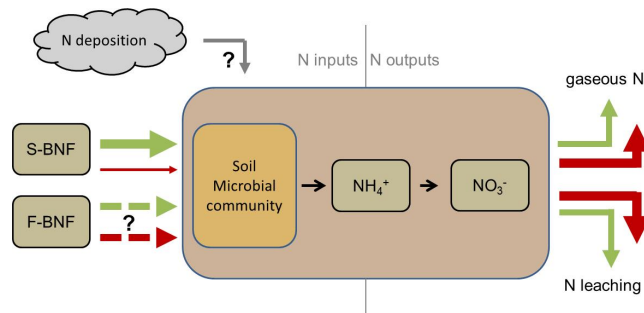 N deposition
?
N inputs N outputs
gaseous N
S-BNF
Soil
Microbial
community
NH₄⁺
NO₃⁻
F-BNF
?
N leaching